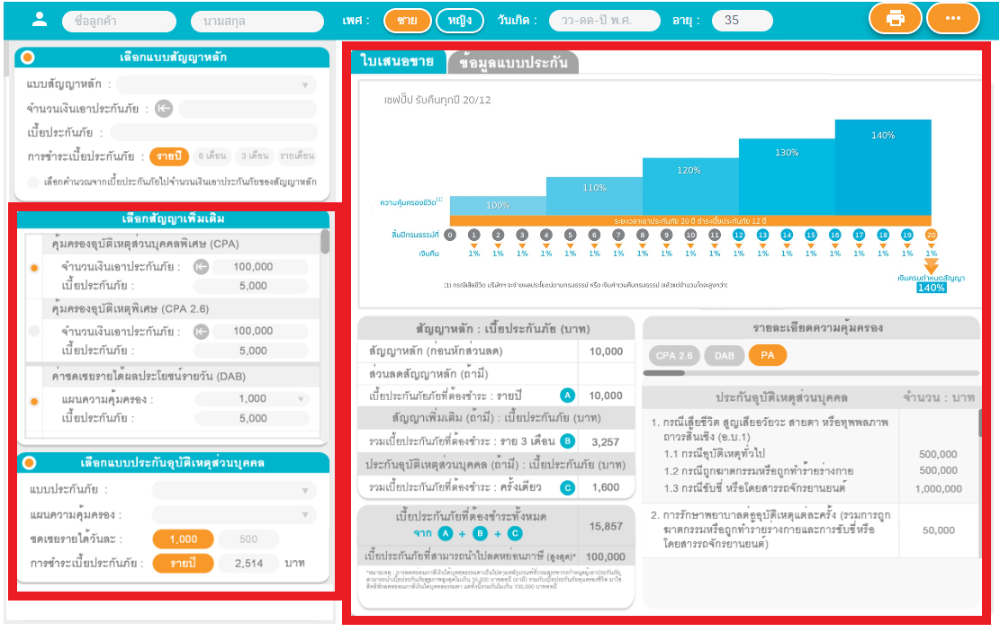 ชื่อลูกค้า นามสกุล เพศ : ชาย หญิง วันเกิด : วว-ดด-ปี พ.ศ. อายุ : 35
เลือกแบบสัญญาหลัก
แบบสัญญาหลัก :
จำนวนเงินเอาประกันภัย :
เบี้ยประกันภัย :
การชำระเบี้ยประกันภัย : รายปี 6 เดือน 3 เดือน รายเดือน
เลือกคำนวณจากเบี้ยประกันภัยไปจำนวนเงินเอาประกันภัยของสัญญาหลัก
เลือกสัญญาเพิ่มเติม
คุ้มครองอุบัติเหตุส่วนบุคคลพิเศษ (CPA)
จำนวนเงินเอาประกันภัย : 100,000
เบี้ยประกันภัย : 5,000
คุ้มครองอุบัติเหตุพิเศษ (CPA 2.6)
จำนวนเงินเอาประกันภัย : 100,000
เบี้ยประกันภัย : 5,000
ค่าชดเชยรายได้ผลประโยชน์รายวัน (DAB)
แผนความคุ้มครอง : 1,000
เบี้ยประกันภัย : 5,000
เลือกแบบประกันอุบัติเหตุส่วนบุคคล
แบบประกันภัย :
แผนความคุ้มครอง :
ชดเชยรายได้วันละ : 1,000 500
การชำระเบี้ยประกันภัย : รายปี 2,514 บาท
ใบเสนอขาย ข้อมูลแบบประกัน
เซฟปั๊ป รับคืนทุกปี 20/12
140%
130%
120%
110%
100%
ความคุ้มครองชีวิต(1)
ระยะเวลาเอาประกันภัย 20 ปี ชำระเบี้ยประกันภัย 12 ปี
สิ้นปีกรมธรรม์ที่ 0 1 2 3 4 5 6 7 8 9 10 11 12 13 14 15 16 17 18 19 20
เงินคืน 1% 1% 1% 1% 1% 1% 1% 1% 1% 1% 1% 1% 1% 1% 1% 1% 1% 1% 1% 1%
เงินครบกำหนดสัญญา
140%
(1) กรณีเสียชีวิต บริษัทฯ จะจ่ายผลประโยชน์ตามกรมธรรม์ หรือ เงินค่าเวนคืนกรมธรรม์ (แล้วแต่จำนวนใดจะสูงกว่า)
สัญญาหลัก : เบี้ยประกันภัย (บาท)
สัญญาหลัก (ก่อนหักส่วนลด) 10,000
ส่วนลดสัญญาหลัก (ถ้ามี)
เบี้ยประกันภัยภัยที่ต้องชำระ : รายปี A 10,000
สัญญาเพิ่มเติม (ถ้ามี) : เบี้ยประกันภัย (บาท)
รวมเบี้ยประกันภัยที่ต้องชำระ : ราย 3 เดือน B 3,257
ประกันอุบัติเหตุส่วนบุคคล (ถ้ามี) : เบี้ยประกันภัย (บาท)
รวมเบี้ยประกันภัยที่ต้องชำระ : ครั้งเดียว C 1,600
เบี้ยประกันภัยที่ต้องชำระทั้งหมด
จาก A + B + C 15,857
เบี้ยประกันภัยที่สามารถนำไปลดหย่อนภาษี (สูงสุด)* 100,000
รายละเอียดความคุ้มครอง
CPA 2.6 DAB PA
ประกันอุบัติเหตุส่วนบุคคล จำนวน : บาท
1. กรณีเสียชีวิต สูญเสียอวัยวะ สายตา หรือทุพพลภาพ
ถาวรสิ้นเชิง (อ.บ.1)
1.1 กรณีอุบัติเหตุทั่วไป 500,000
1.2 กรณีถูกฆาตกรรมหรือถูกทำร้ายร่างกาย 500,000
1.3 กรณีขับขี่ หรือโดยสารรถจักรยานยนต์ 1,000,000
2. การรักษาพยาบาลต่ออุบัติเหตุแต่ละครั้ง (รวมการถูก
ฆาตกรรมหรือถูกทำร้ายร่างกายและการขับขี่หรือ
โดยสารรถจักรยานยนต์) 50,000